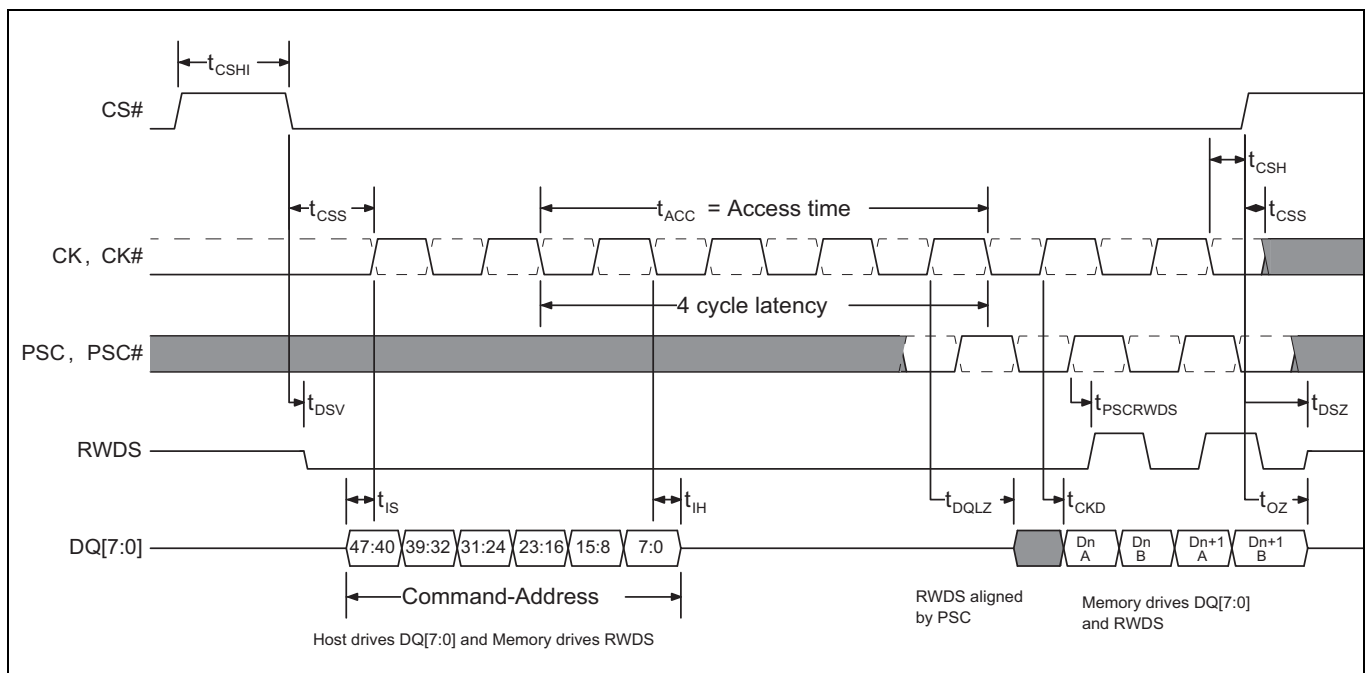 tCSHI
CS#
tCSH
tCSS
tACC = Access time
tCSS
CK, CK#
4 cycle latency
PSC, PSC#
tDSV
tPSCRWDS
tDSZ
RWDS
tIS
tIH
tDQLZ
tCKD
tOZ
DQ[7:0]
47:40 39:32 31:24 23:16 15:8 7:0
Dn A
Dn B
Dn+1 A
Dn+1 B
Command-Address
RWDS aligned
by PSC
Memory drives DQ[7:0]
and RWDS
Host drives DQ[7:0] and Memory drives RWDS